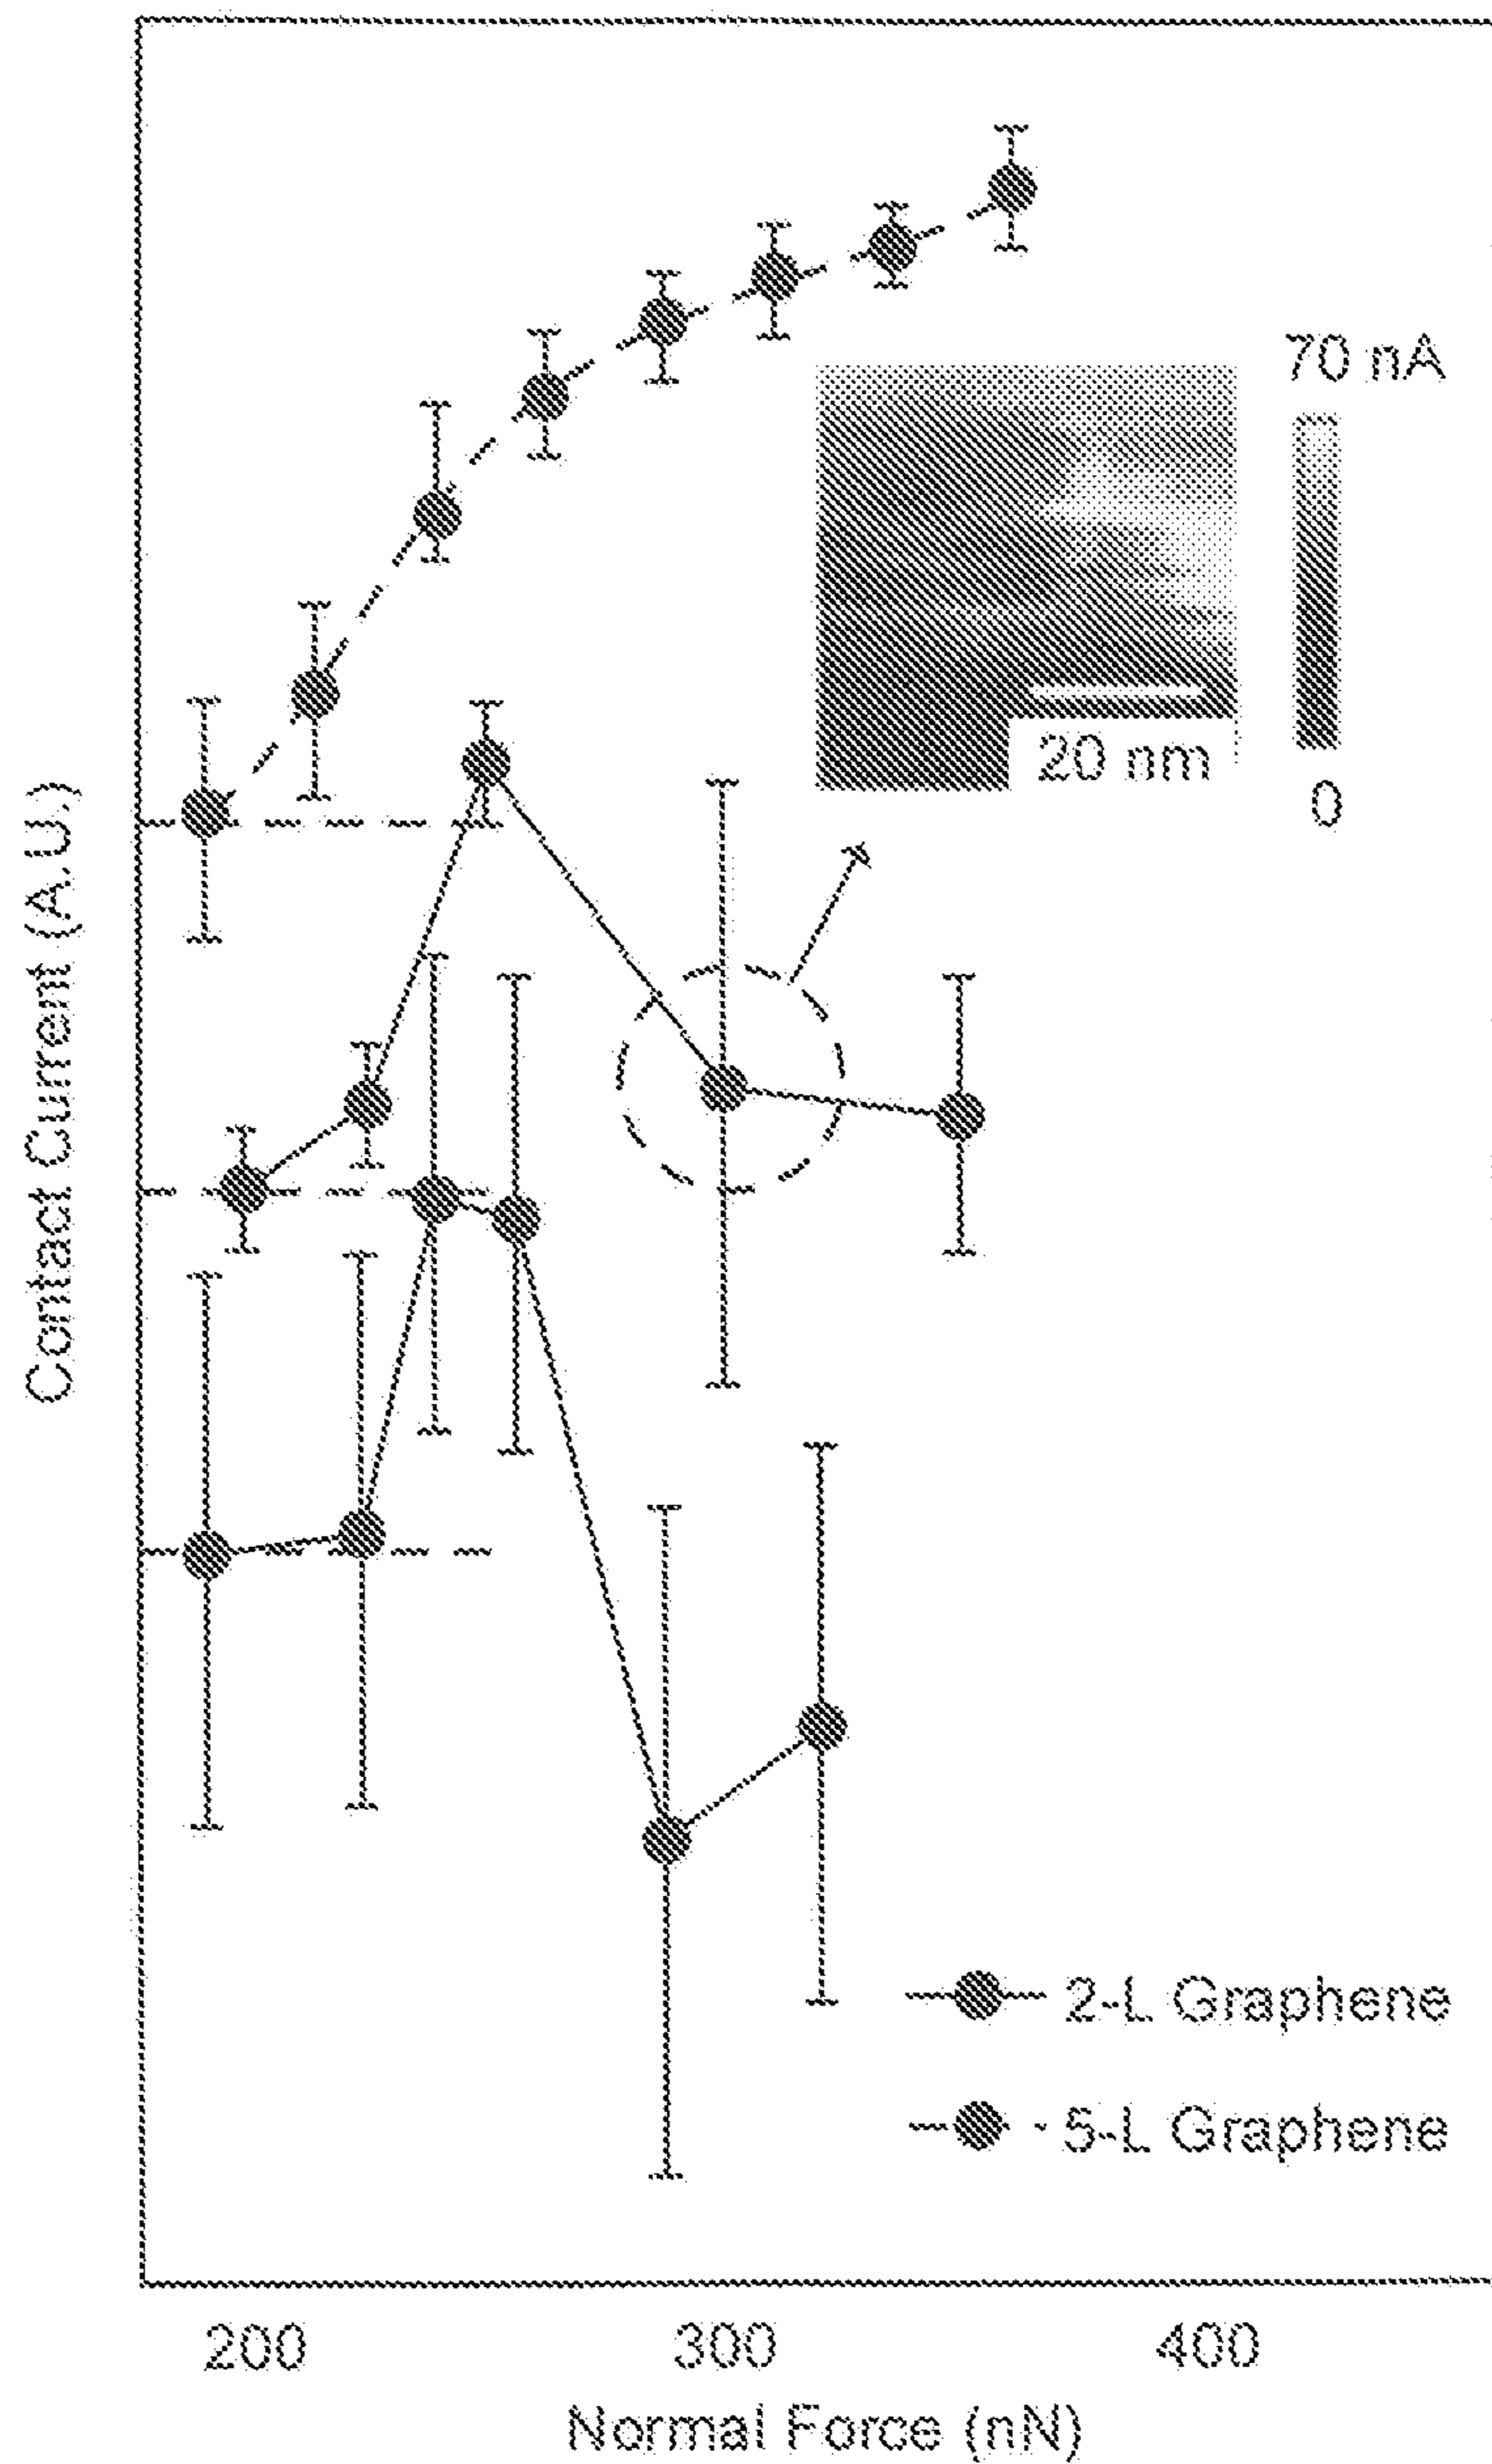 70 nA
20 nm
0
Contact Current (A.U.)
2-L Graphene
5-L Graphene
200 300 400
Normal Force (nN)